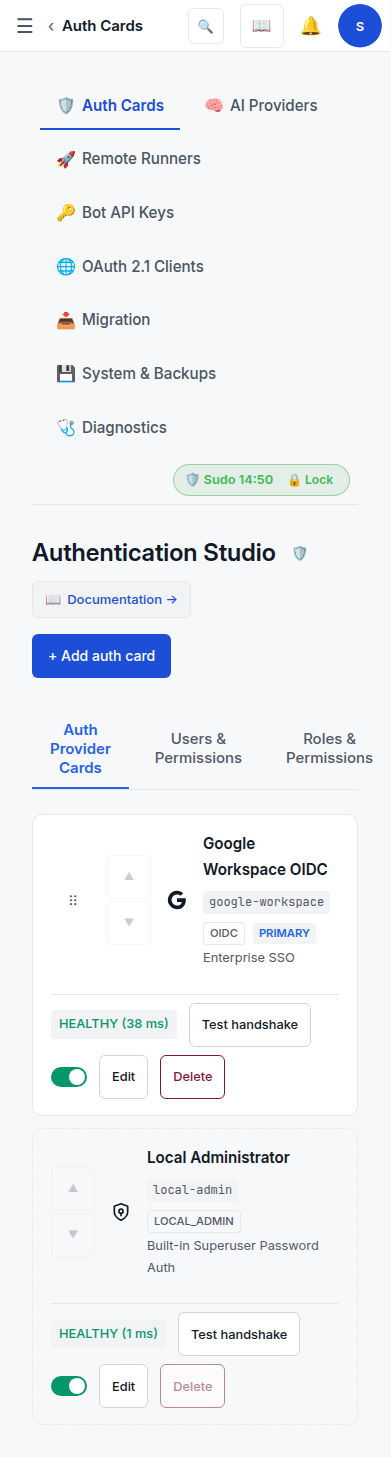 Auth Cards
S
Auth Cards
AI Providers
Remote Runners
Bot API Keys
OAuth 2.1 Clients
Migration
System & Backups
Diagnostics
Sudo 14:50 Lock
Authentication Studio
Documentation →
+ Add auth card
Auth
Provider
Cards
Users &
Permissions
Roles &
Permissions
Google
Workspace OIDC
google-workspace
OIDC PRIMARY
Enterprise SSO
HEALTHY (38 ms) Test handshake
Edit Delete
Local Administrator
local-admin
LOCAL_ADMIN
Built-in Superuser Password
Auth
HEALTHY (1 ms) Test handshake
Edit Delete